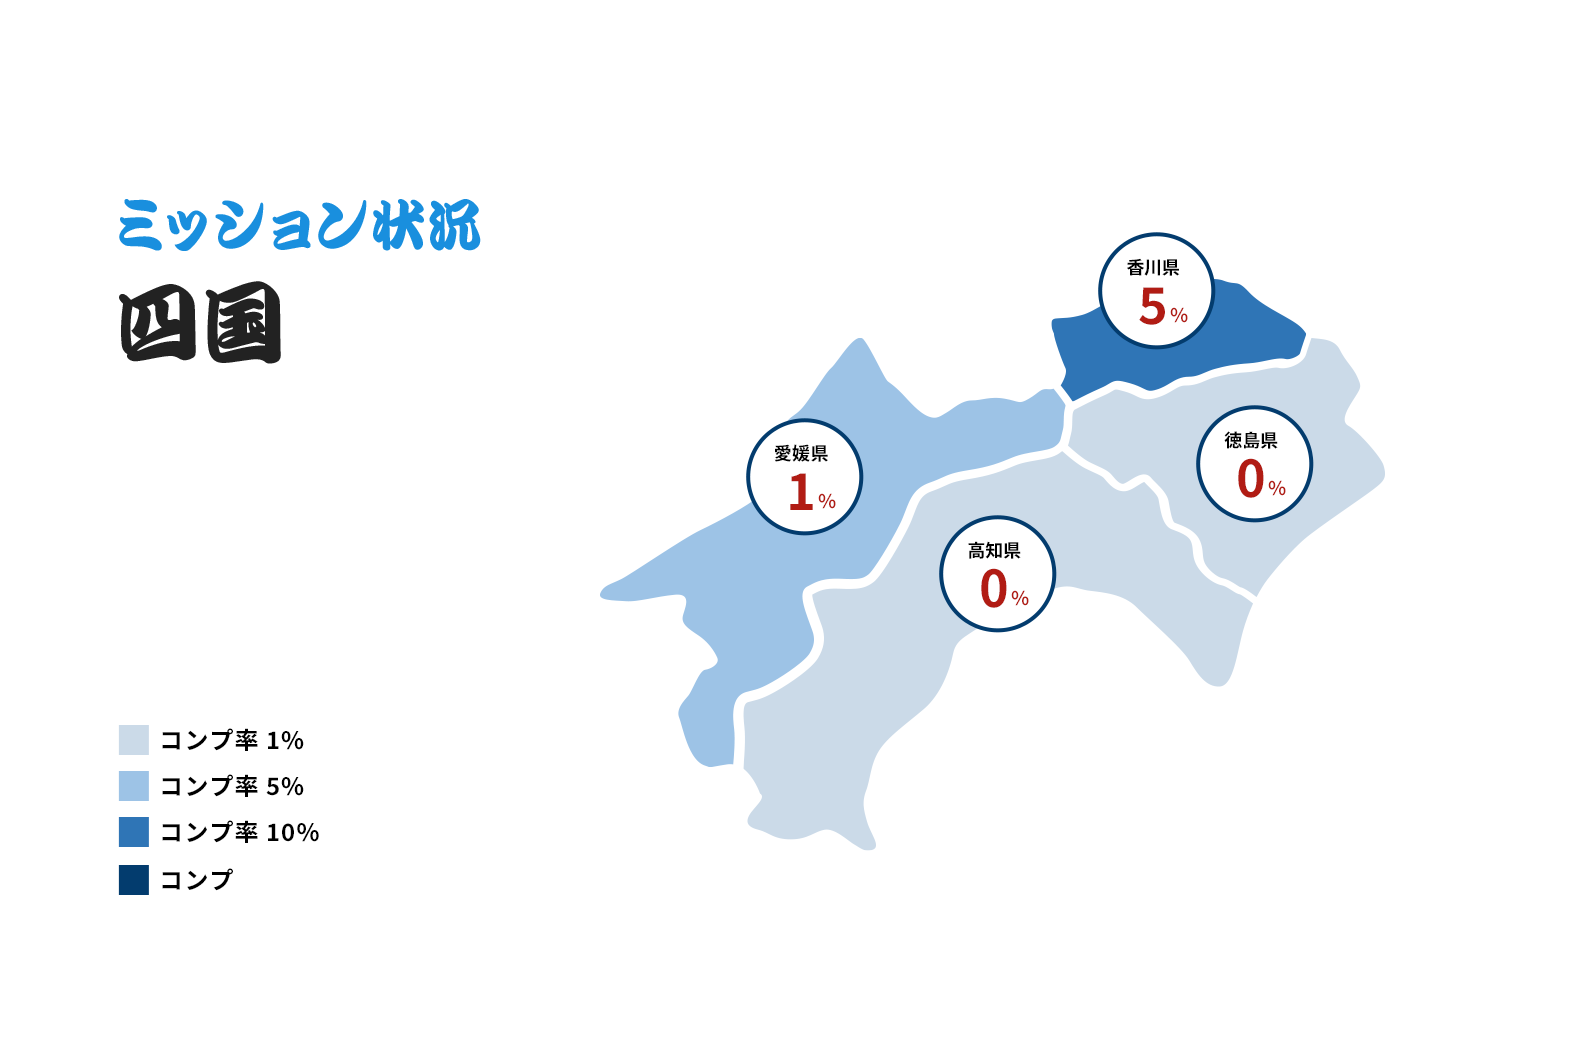 ミッション状況
四国
香川県
5%
愛媛県
1%
徳島県
0%
高知県
0%
コンプ率 1%
コンプ率 5%
コンプ率 10%
コンプ